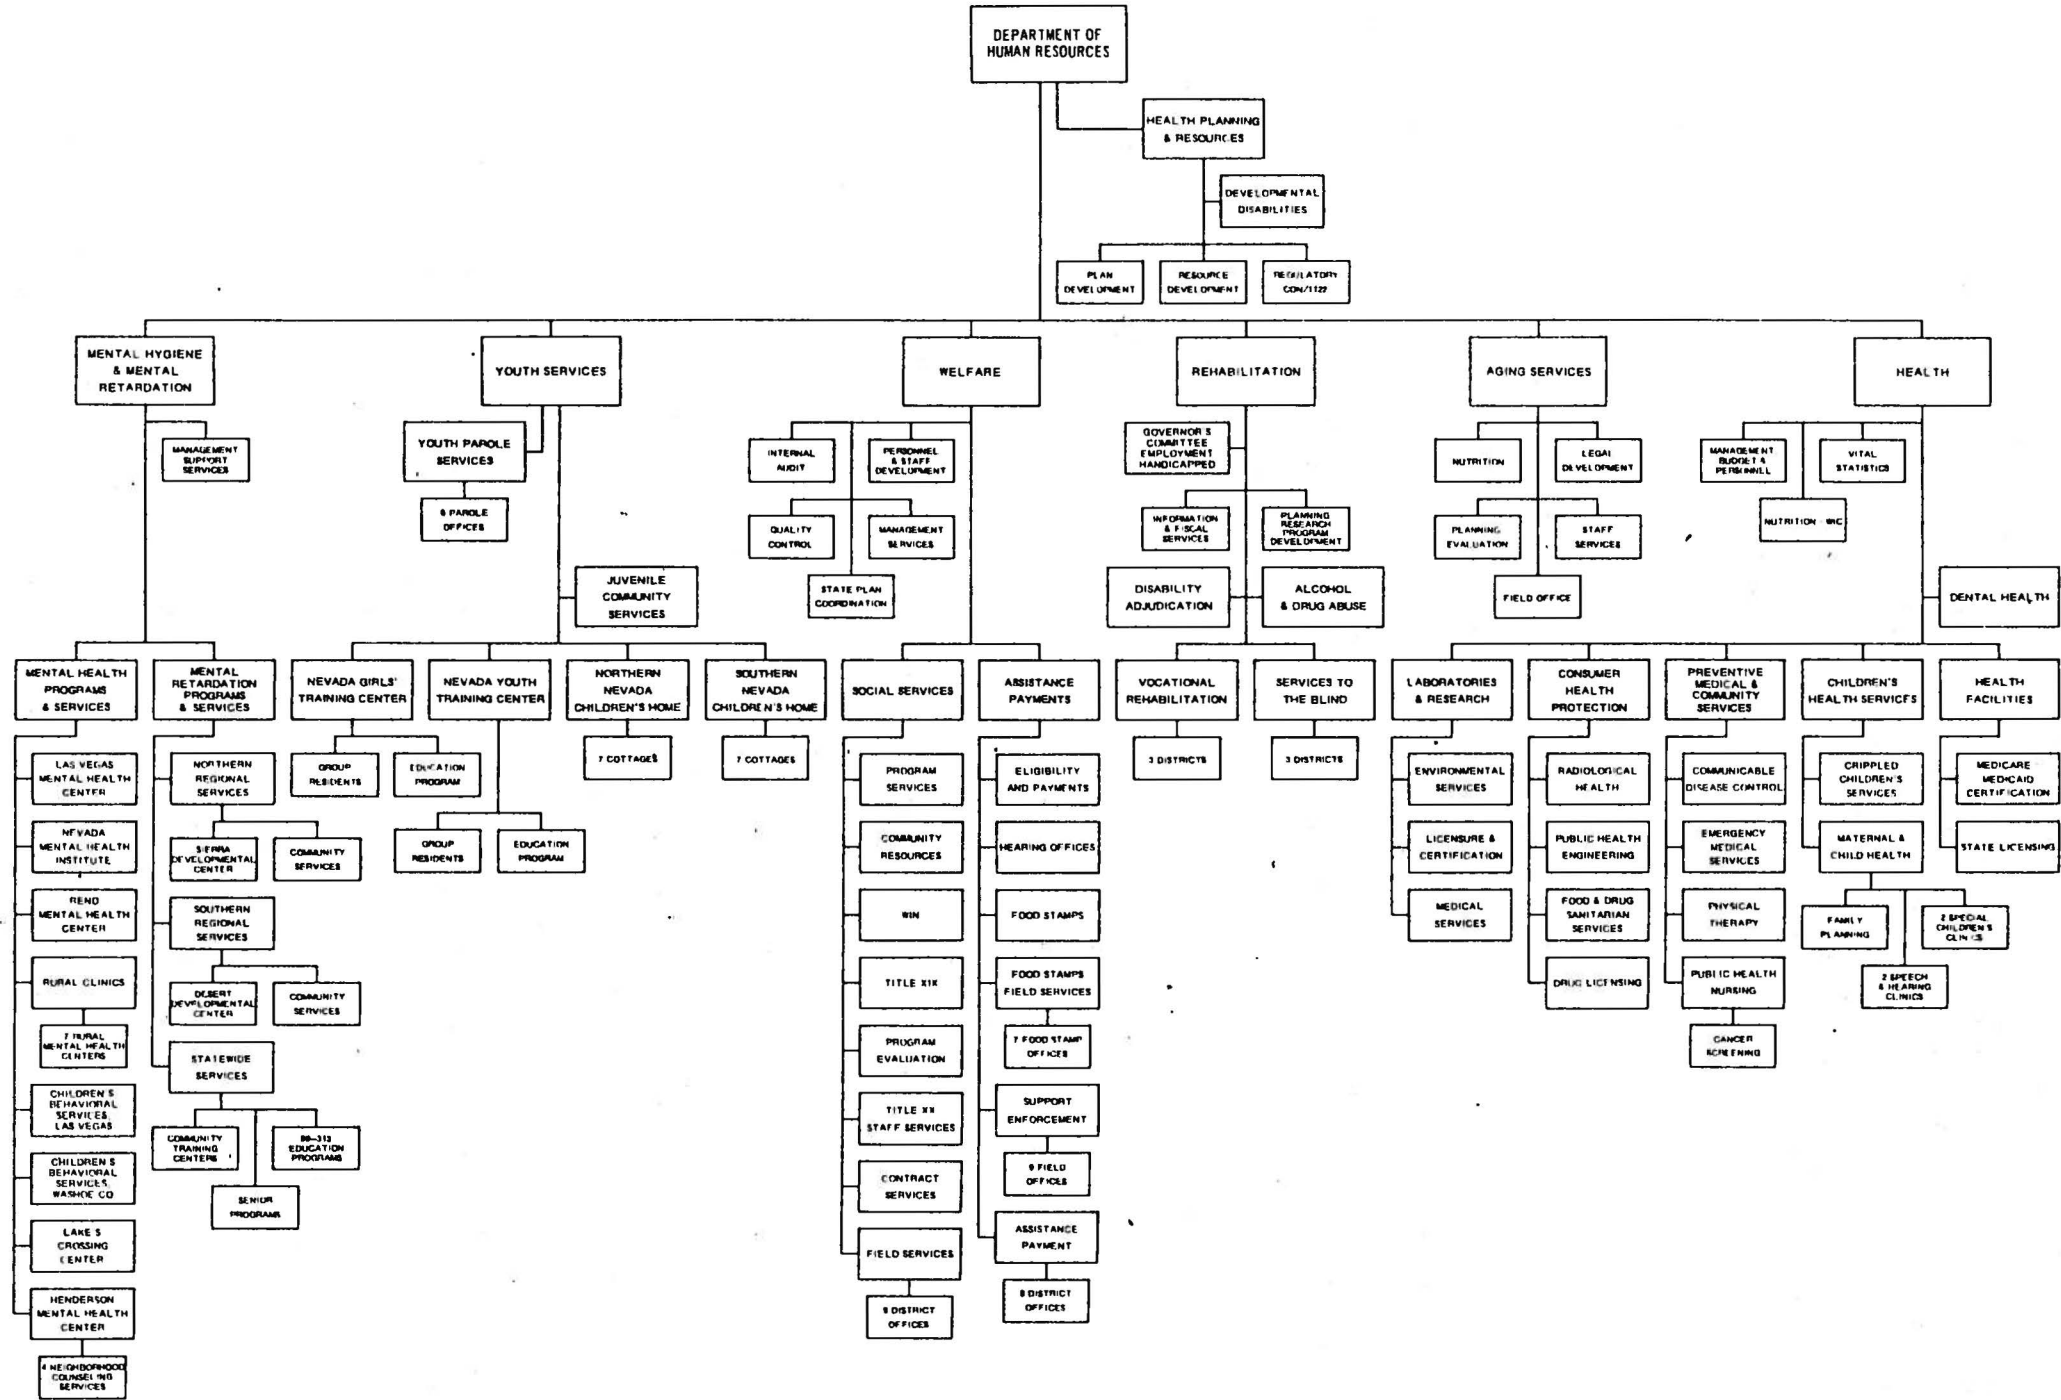 DEPARTMENT OF
HUMAN RESOURCES
HEALTH PLANNING
& RESOURCES
DEVELOPMENTAL
DISABILITIES
PLAN
DEVELOPMENT
RESOURCE
DEVELOPMENT
REGULATORY
CON/1122
MENTAL HYGIENE
& MENTAL
RETARDATION
YOUTH SERVICES
WELFARE
REHABILITATION
AGING SERVICES
HEALTH
MANAGEMENT
SUPPORT
SERVICES
YOUTH PAROLE
SERVICES
PAROLE
OFFICES
JUVENILE
COMMUNITY
SERVICES
INTERNAL
AUDIT
PERSONNEL
& STAFF
DEVELOPMENT
QUALITY
CONTROL
MANAGEMENT
SERVICES
STATE PLAN
COORDINATION
GOVERNOR'S
COMMITTEE
EMPLOYMENT
HANDICAPPED
INFORMATION
& FISCAL
SERVICES
PLANNING
RESEARCH
PROGRAM
DEVELOPMENT
DISABILITY
ADJUDICATION
ALCOHOL
& DRUG ABUSE
NUTRITION
LEGAL
DEVELOPMENT
PLANNING
EVALUATION
STAFF
SERVICES
FIELD OFFICE
MANAGEMENT
BUDGET &
PERSONNEL
VITAL
STATISTICS
NUTRITION - WIC
DENTAL HEALTH
MENTAL HEALTH
PROGRAMS
& SERVICES
MENTAL
RETARDATION
PROGRAMS
& SERVICES
NEVADA GIRLS'
TRAINING CENTER
NEVADA YOUTH
TRAINING CENTER
NORTHERN
NEVADA
CHILDREN'S HOME
SOUTHERN
NEVADA
CHILDREN'S HOME
SOCIAL SERVICES
ASSISTANCE
PAYMENTS
VOCATIONAL
REHABILITATION
SERVICES TO
THE BLIND
LABORATORIES
& RESEARCH
CONSUMER
HEALTH
PROTECTION
PREVENTIVE
MEDICAL &
COMMUNITY
SERVICES
CHILDREN'S
HEALTH SERVICES
HEALTH
FACILITIES
LAS VEGAS
MENTAL HEALTH
CENTER
NEVADA
MENTAL HEALTH
INSTITUTE
RENO
MENTAL HEALTH
CENTER
RURAL CLINICS
7 RURAL
MENTAL HEALTH
CENTERS
CHILDREN'S
BEHAVIORAL
SERVICES,
LAS VEGAS
CHILDREN'S
BEHAVIORAL
SERVICES,
WASHOE CO
LAKE'S
CROSSING
CENTER
HENDERSON
MENTAL HEALTH
CENTER
4 NEIGHBORHOOD
COUNSELING
SERVICES
NORTHERN
REGIONAL
SERVICES
SIERRA
DEVELOPMENTAL
CENTER
COMMUNITY
SERVICES
SOUTHERN
REGIONAL
SERVICES
DESERT
DEVELOPMENTAL
CENTER
COMMUNITY
SERVICES
STATEWIDE
SERVICES
COMMUNITY
TRAINING
CENTERS
89-313
EDUCATION
PROGRAMS
SENIOR
PROGRAMS
GROUP
RESIDENTS
EDUCATION
PROGRAM
GROUP
RESIDENTS
EDUCATION
PROGRAM
7 COTTAGES
7 COTTAGES
PROGRAM
SERVICES
COMMUNITY
RESOURCES
WIN
TITLE XIX
PROGRAM
EVALUATION
TITLE XX
STAFF SERVICES
CONTRACT
SERVICES
FIELD SERVICES
DISTRICT
OFFICES
ELIGIBILITY
AND PAYMENTS
HEARING OFFICES
FOOD STAMPS
FOOD STAMPS
FIELD SERVICES
7 FOOD STAMP
OFFICES
SUPPORT
ENFORCEMENT
FIELD
OFFICES
ASSISTANCE
PAYMENT
DISTRICT
OFFICES
3 DISTRICTS
3 DISTRICTS
ENVIRONMENTAL
SERVICES
LICENSURE &
CERTIFICATION
MEDICAL
SERVICES
RADIOLOGICAL
HEALTH
PUBLIC HEALTH
ENGINEERING
FOOD & DRUG
SANITARIAN
SERVICES
DRUG LICENSING
COMMUNICABLE
DISEASE CONTROL
EMERGENCY
MEDICAL
SERVICES
PHYSICAL
THERAPY
PUBLIC HEALTH
NURSING
CANCER
SCREENING
CRIPPLED
CHILDREN'S
SERVICES
MATERNAL &
CHILD HEALTH
FAMILY
PLANNING
2 SPECIAL
CHILDREN'S
CLINICS
2 SPEECH
& HEARING
CLINICS
MEDICARE
MEDICAID
CERTIFICATION
STATE LICENSING